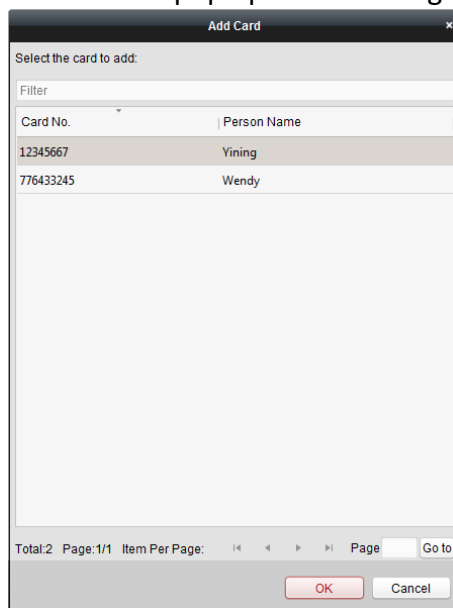 Add Card ×
Select the card to add:
Filter
Card No. Person Name
12345667 Yining
776433245 Wendy
Total:2 Page:1/1 Item Per Page: Page Go to
OK Cancel